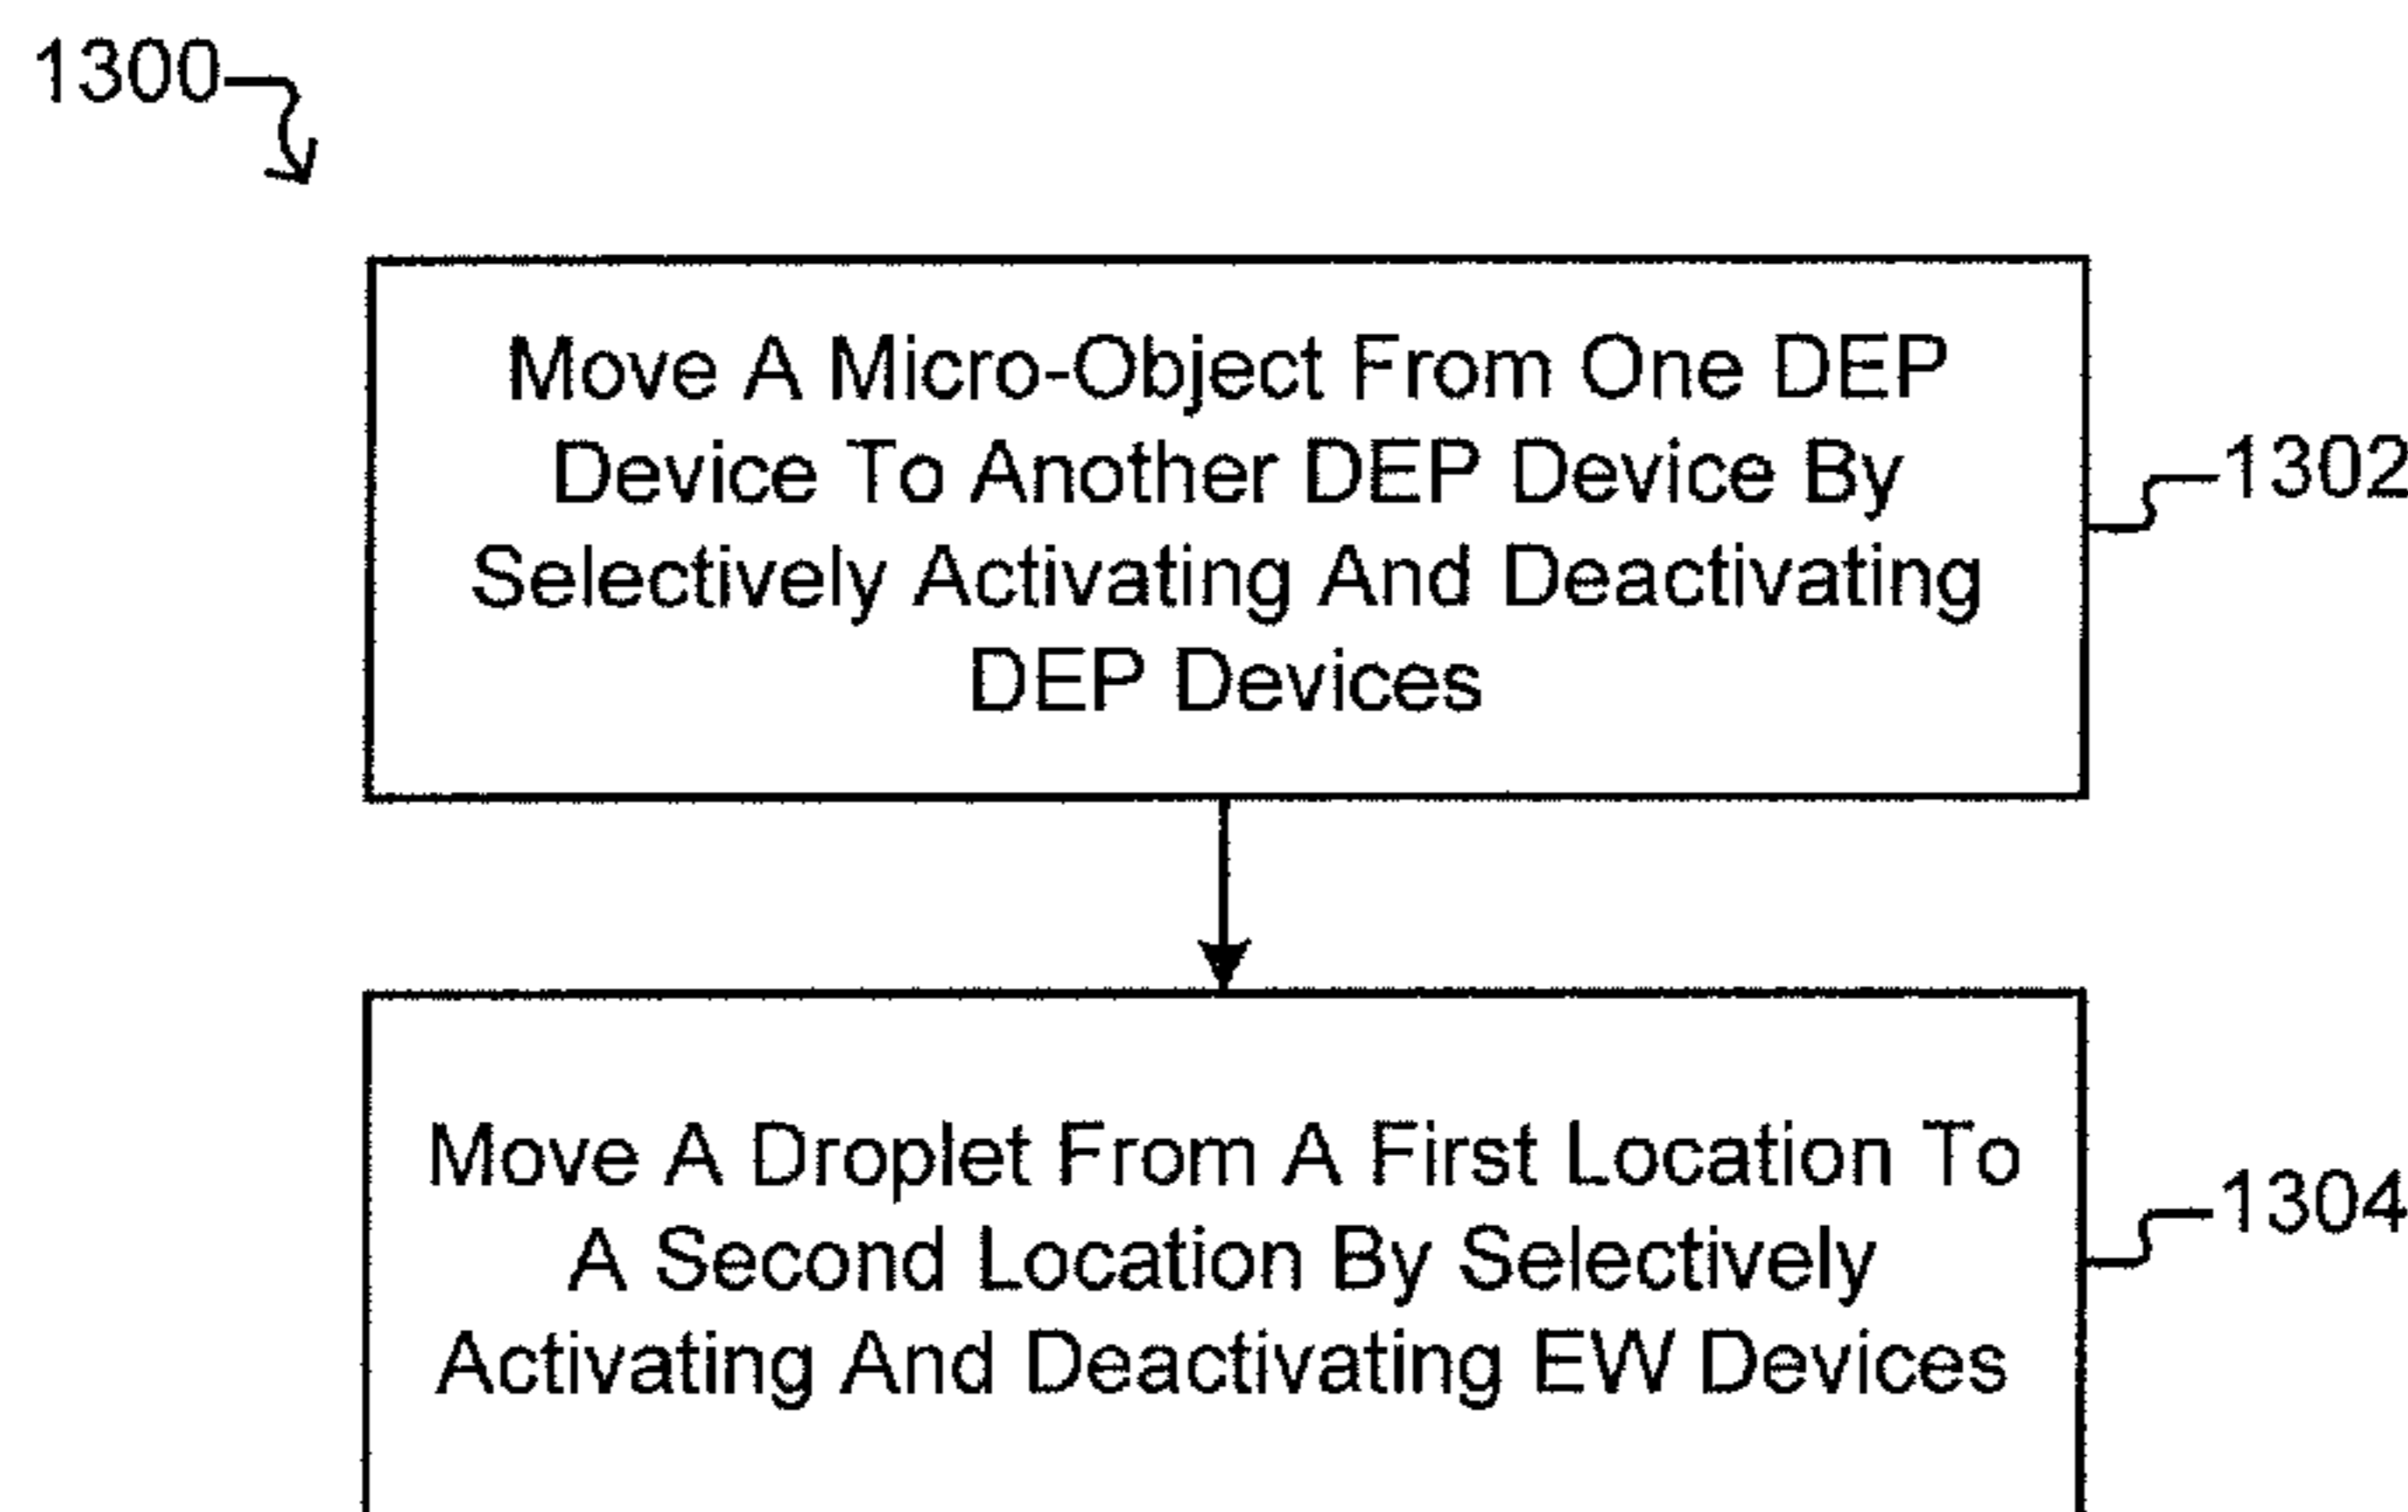 1300
Move A Micro-Object From One DEP
Device To Another DEP Device By
Selectively Activating And Deactivating
DEP Devices
1302
Move A Droplet From A First Location To
A Second Location By Selectively
Activating And Deactivating EW Devices
1304